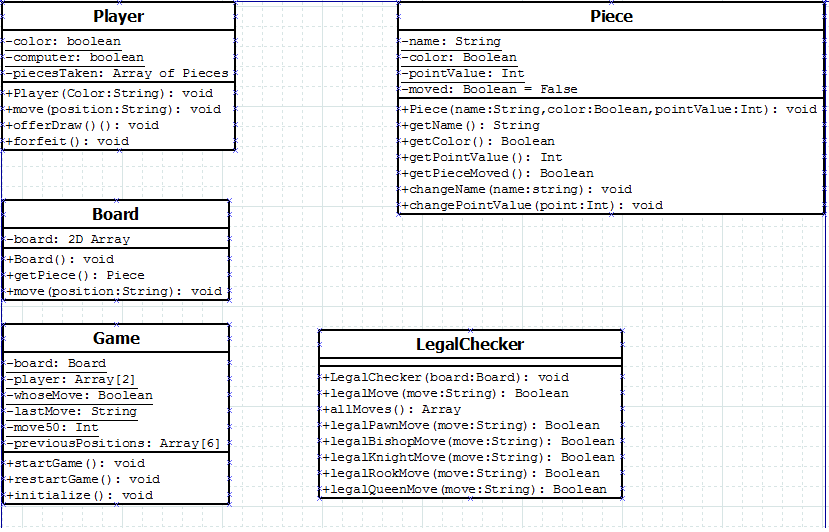 Player
-color: boolean
-computer: boolean
-piecesTaken: Array of Pieces
+Player(Color:String): void
+move(position:String): void
+offerDraw()(): void
+forfeit(): void
Piece
-name: String
-color: Boolean
-pointValue: Int
-moved: Boolean = False
+Piece(name:String,color:Boolean,pointValue:Int): void
+getName(): String
+getColor(): Boolean
+getPointValue(): Int
+getPieceMoved(): Boolean
+changeName(name:string): void
+changePointValue(point:Int): void
Board
-board: 2D Array
+Board(): void
+getPiece(): Piece
+move(position:String): void
Game
-board: Board
-player: Array[2]
-whoseMove: Boolean
-lastMove: String
-move50: Int
-previousPositions: Array[6]
+startGame(): void
+restartGame(): void
+initialize(): void
LegalChecker
+LegalChecker(board:Board): void
+legalMove(move:String): Boolean
+allMoves(): Array
+legalPawnMove(move:String): Boolean
+legalBishopMove(move:String): Boolean
+legalKnightMove(move:String): Boolean
+legalRookMove(move:String): Boolean
+legalQueenMove(move:String): Boolean